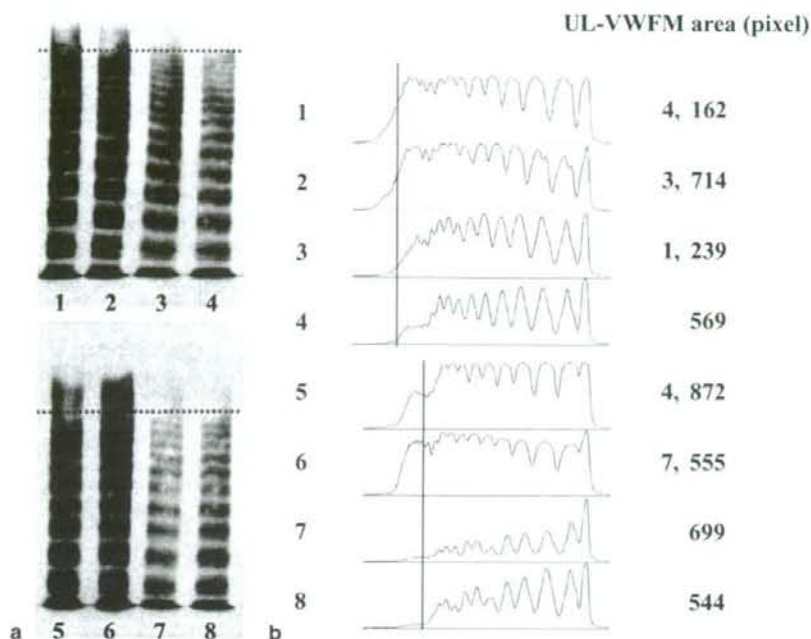 UL-VWFM area (pixel)
1 4, 162
2 3, 714
3 1, 239
4 569
1 2 3 4
5 4, 872
6 7, 555
7 699
8 544
a 5 6 7 8 b